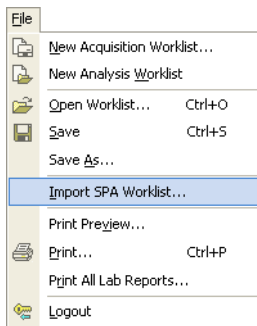 File
New Acquisition Worklist...
New Analysis Worklist
Open Worklist... Ctrl+O
Save Ctrl+S
Save As...
Import SPA Worklist...
Print Preview...
Print... Ctrl+P
Print All Lab Reports...
Logout